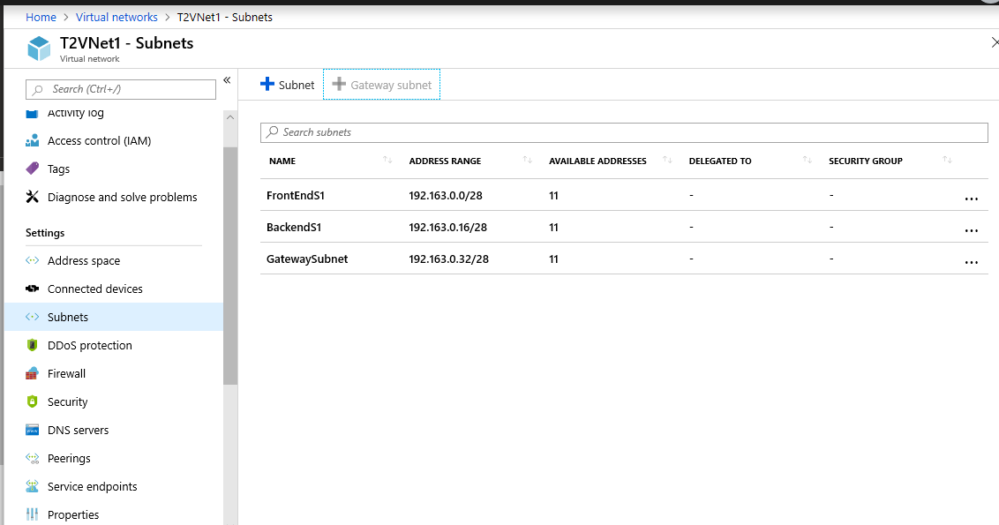 Home > Virtual networks > T2VNet1 - Subnets
T2VNet1 - Subnets
Virtual network
Search (Ctrl+/)
«
Subnet
Gateway subnet
Activity log
Access control (IAM)
Tags
Diagnose and solve problems
Settings
Address space
Connected devices
Subnets
DDoS protection
Firewall
Security
DNS servers
Peerings
Service endpoints
Properties
Search subnets
NAME ADDRESS RANGE AVAILABLE ADDRESSES DELEGATED TO SECURITY GROUP
FrontEndS1 192.163.0.0/28 11 - - ...
BackendS1 192.163.0.16/28 11 - - ...
GatewaySubnet 192.163.0.32/28 11 - - ...